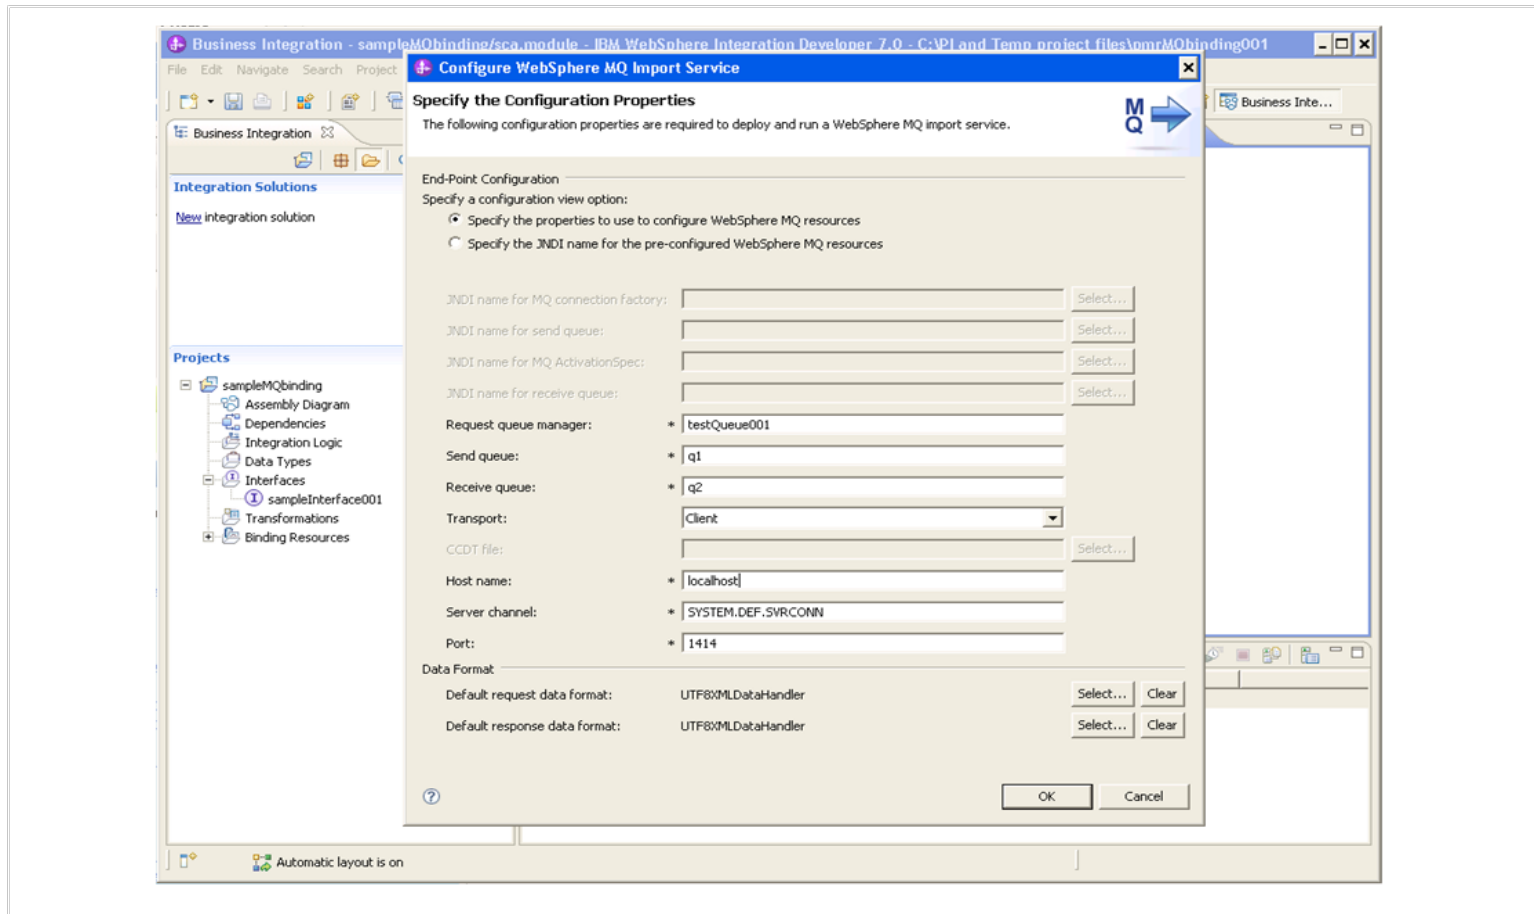 Business Integration - sampleMQbinding/sca.module - IBM WebSphere Integration Developer 7.0 - C:\PI and Temp project files\pmrMQbinding001
File Edit Navigate Search Project
Configure WebSphere MQ Import Service
Specify the Configuration Properties
The following configuration properties are required to deploy and run a WebSphere MQ import service.
MQ
Business Inte...
Business Integration
Integration Solutions
New integration solution
Projects
sampleMQbinding
Assembly Diagram
Dependencies
Integration Logic
Data Types
Interfaces
sampleInterface001
Transformations
Binding Resources
End-Point Configuration
Specify a configuration view option:
Specify the properties to use to configure WebSphere MQ resources
Specify the JNDI name for the pre-configured WebSphere MQ resources
JNDI name for MQ connection factory: Select...
JNDI name for send queue: Select...
JNDI name for MQ ActivationSpec: Select...
JNDI name for receive queue: Select...
Request queue manager: * testQueue001
Send queue: * q1
Receive queue: * q2
Transport: Client
CCDT file: Select...
Host name: * localhost
Server channel: * SYSTEM.DEF.SVRCONN
Port: * 1414
Data Format
Default request data format: UTF8XMLDataHandler Select... Clear
Default response data format: UTF8XMLDataHandler Select... Clear
OK Cancel
Automatic layout is on